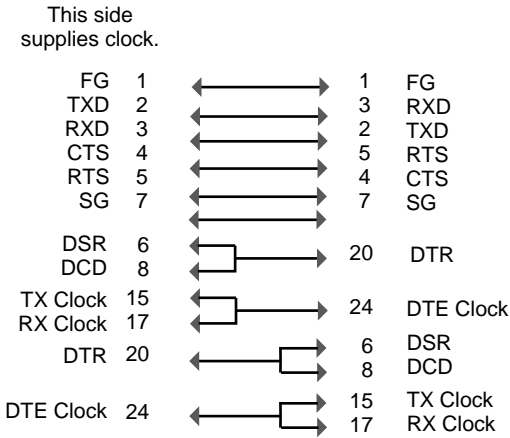 This side
supplies clock.
FG 1 1 FG
TXD 2 3 RXD
RXD 3 2 TXD
CTS 4 5 RTS
RTS 5 4 CTS
SG 7 7 SG
DSR 6
DCD 8
20 DTR
TX Clock 15
RX Clock 17
24 DTE Clock
DTR 20
6 DSR
8 DCD
DTE Clock 24
15 TX Clock
17 RX Clock